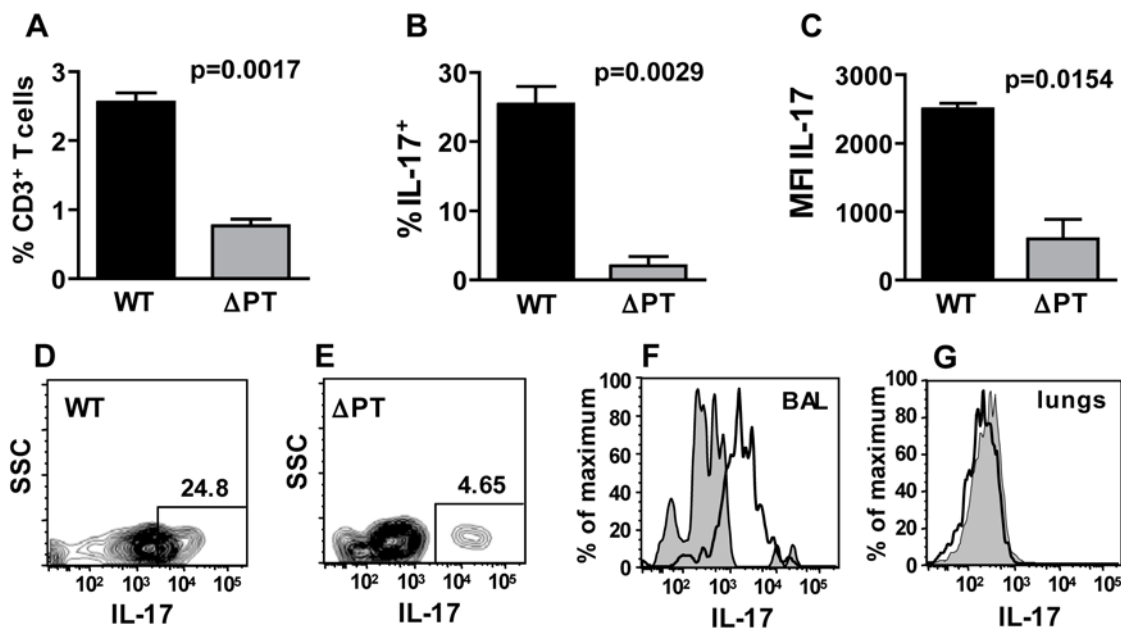 A
p=0.0017
% CD3⁺ T cells
3
2
1
0
WT
ΔPT
B
p=0.0029
% IL-17⁺
30
20
10
0
WT
ΔPT
C
p=0.0154
MFI IL-17
3000
2000
1000
0
WT
ΔPT
D
WT
24.8
SSC
10² 10³ 10⁴ 10⁵
IL-17
E
ΔPT
4.65
SSC
10² 10³ 10⁴ 10⁵
IL-17
F
BAL
% of maximum
100
80
60
40
20
0
10² 10³ 10⁴ 10⁵
IL-17
G
lungs
% of maximum
100
80
60
40
20
0
10² 10³ 10⁴ 10⁵
IL-17